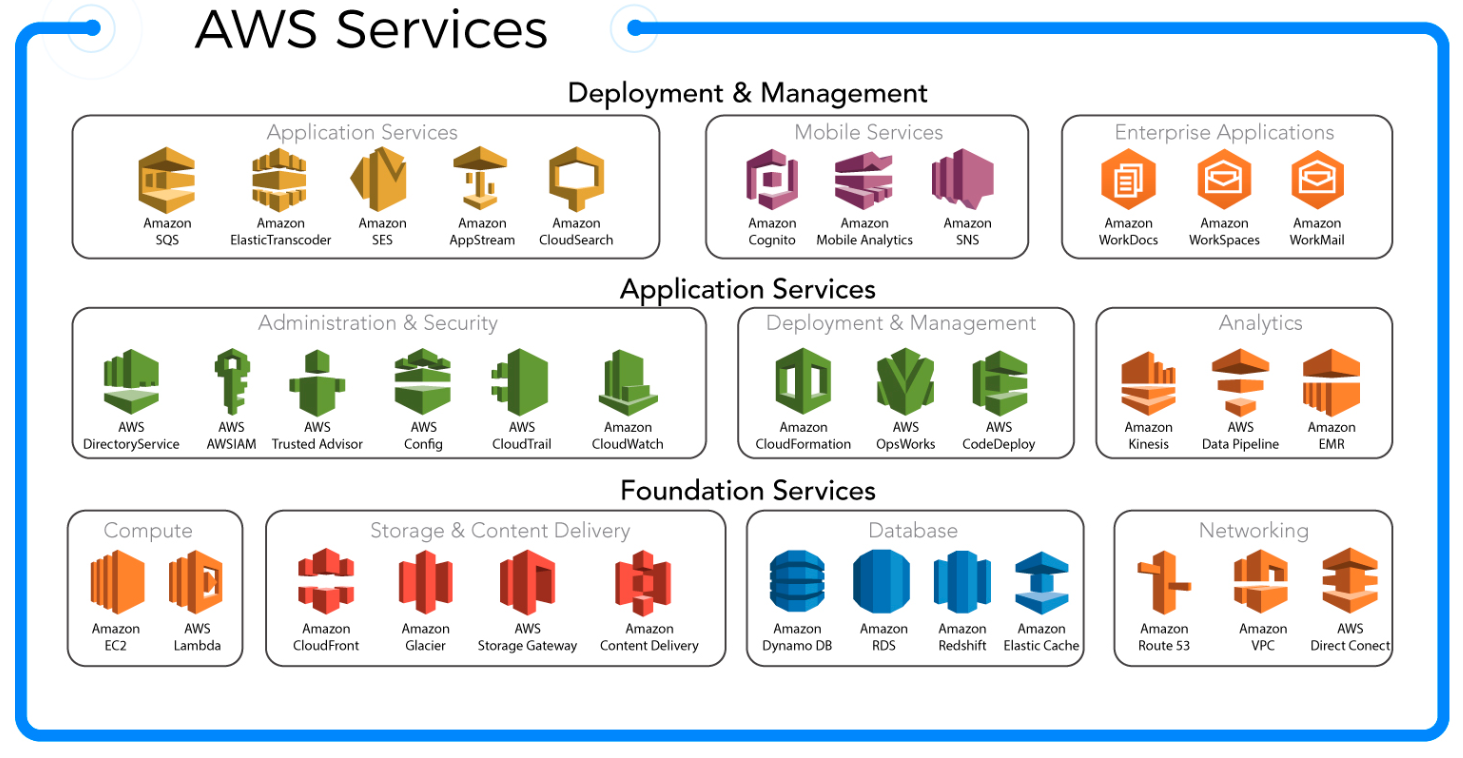 AWS Services
Deployment & Management
Application Services
Amazon
SQS
Amazon
ElasticTranscoder
Amazon
SES
Amazon
AppStream
Amazon
CloudSearch
Mobile Services
Amazon
Cognito
Amazon
Mobile Analytics
Amazon
SNS
Enterprise Applications
Amazon
WorkDocs
Amazon
WorkSpaces
Amazon
WorkMail
Application Services
Administration & Security
AWS
DirectoryService
AWS
AWSIAM
AWS
Trusted Advisor
AWS
Config
AWS
CloudTrail
Amazon
CloudWatch
Deployment & Management
Amazon
CloudFormation
AWS
OpsWorks
AWS
CodeDeploy
Analytics
Amazon
Kinesis
AWS
Data Pipeline
Amazon
EMR
Foundation Services
Compute
Amazon
EC2
AWS
Lambda
Storage & Content Delivery
Amazon
CloudFront
Amazon
Glacier
AWS
Storage Gateway
Amazon
Content Delivery
Database
Amazon
Dynamo DB
Amazon
RDS
Amazon
Redshift
Amazon
Elastic Cache
Networking
Amazon
Route 53
Amazon
VPC
AWS
Direct Conect